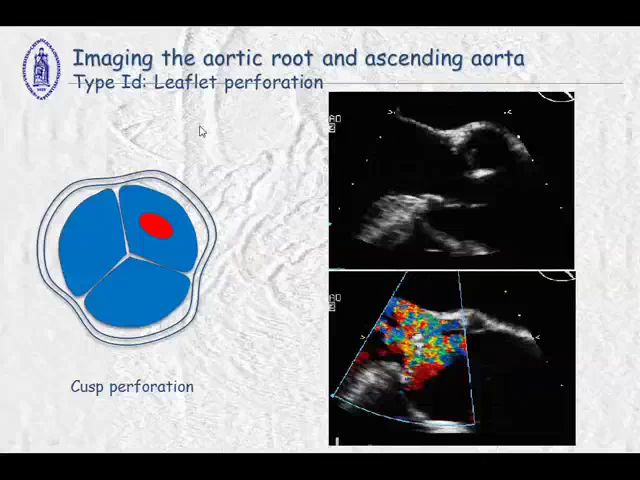 Imaging the aortic root and ascending aorta
Type Id: Leaflet perforation
Cusp perforation